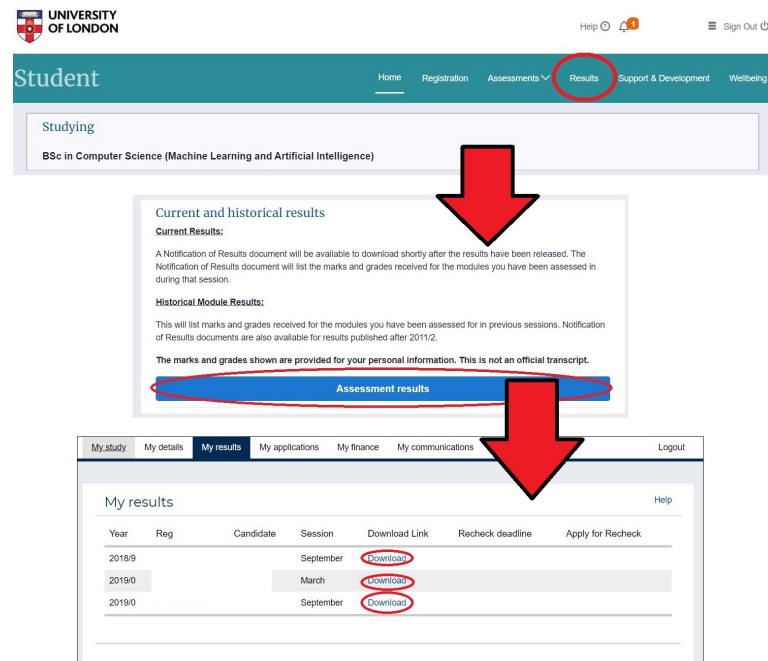 UNIVERSITY
OF LONDON
Help
1
Sign Out
Student
Home Registration Assessments Results Support & Development Wellbeing
Studying
BSc in Computer Science (Machine Learning and Artificial Intelligence)
Current and historical results
Current Results:
A Notification of Results document will be available to download shortly after the results have been released. The
Notification of Results document will list the marks and grades received for the modules you have been assessed in
during that session.
Historical Module Results:
This will list marks and grades received for the modules you have been assessed for in previous sessions. Notification
of Results documents are also available for results published after 2011/2.
The marks and grades shown are provided for your personal information. This is not an official transcript.
Assessment results
My study My details My results My applications My finance My communications Logout
My results Help
Year Reg Candidate Session Download Link Recheck deadline Apply for Recheck
2018/9 September Download
2019/0 March Download
2019/0 September Download